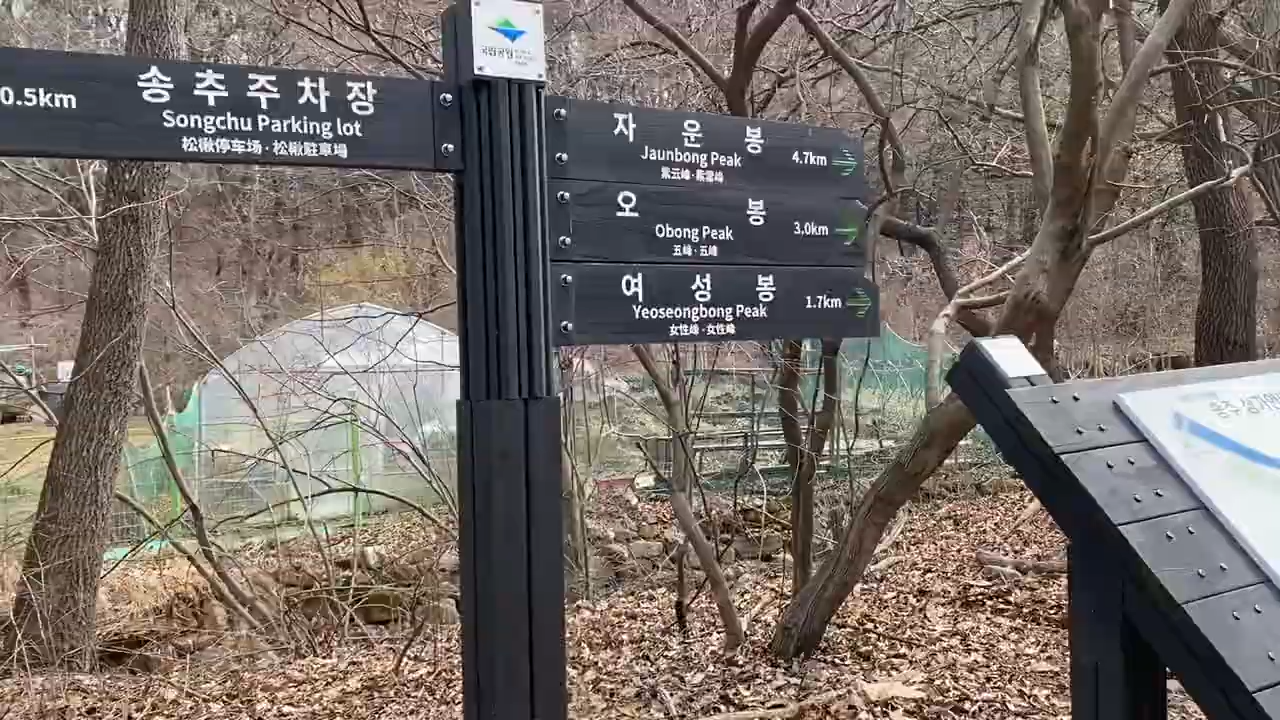 국립공원
0.5km
송추주차장
Songchu Parking lot
松楸停车场·松楸駐車場
자운봉
Jaunbong Peak
4.7km
紫云峰·紫雲峰
오봉
Obong Peak
3.0km
五峰·五峰
여성봉
Yeoseongbong Peak
1.7km
女性峰·女性峰
송추